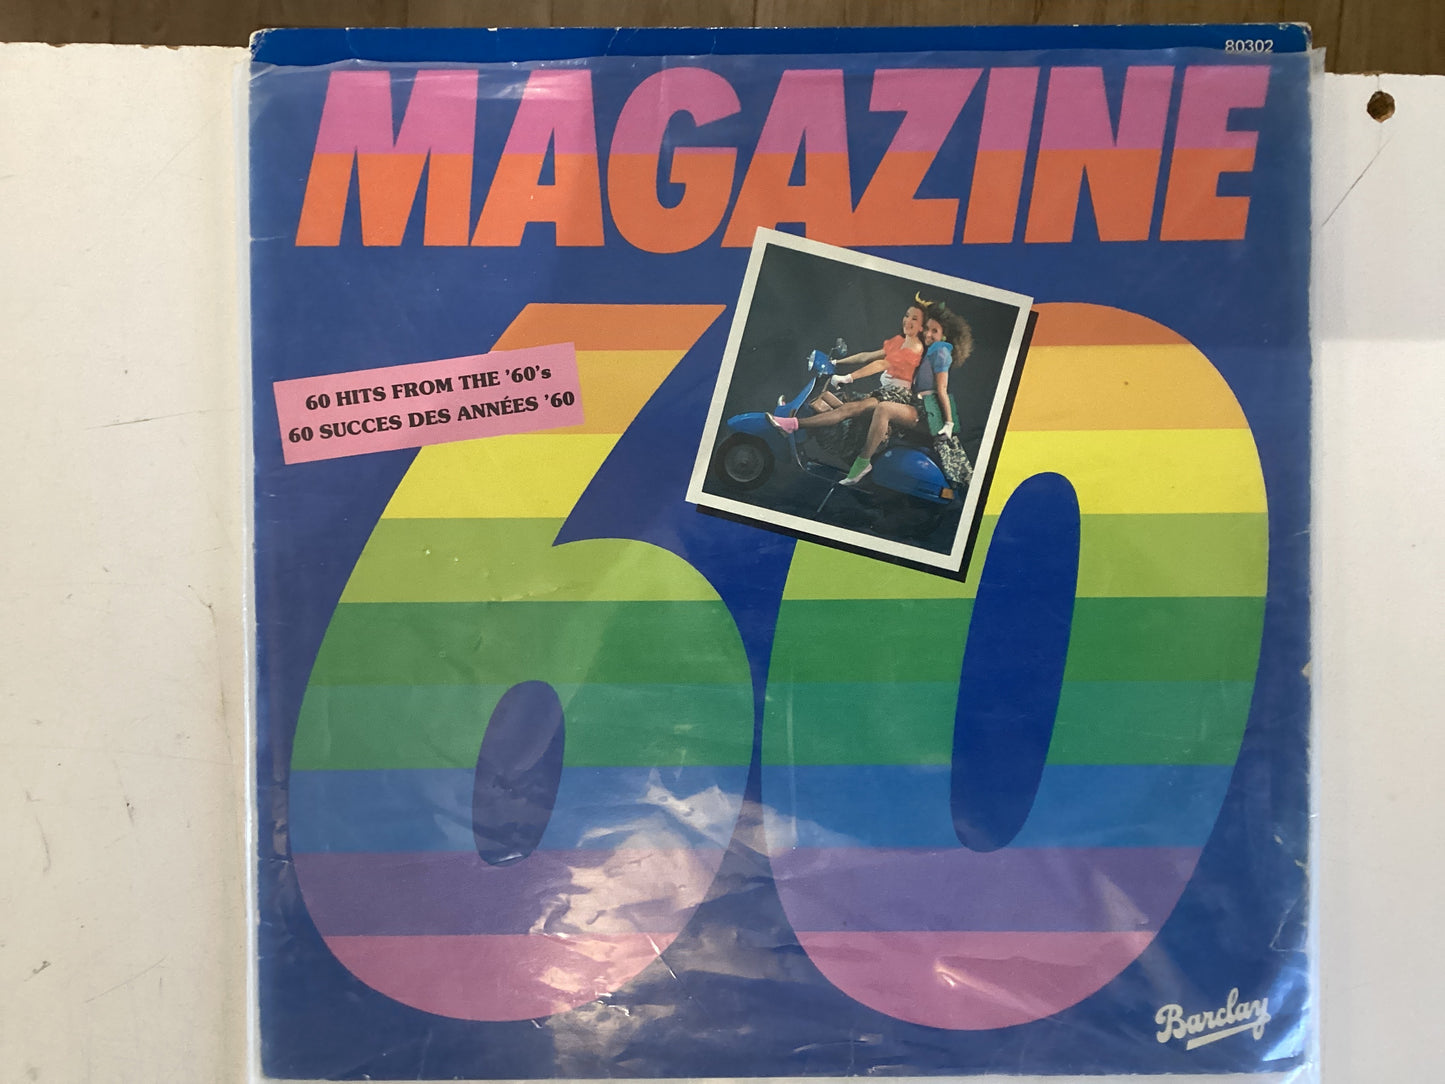 80302
MAGAZINE
60
60 HITS FROM THE '60's
60 SUCCES DES ANNÉES '60
Barclay